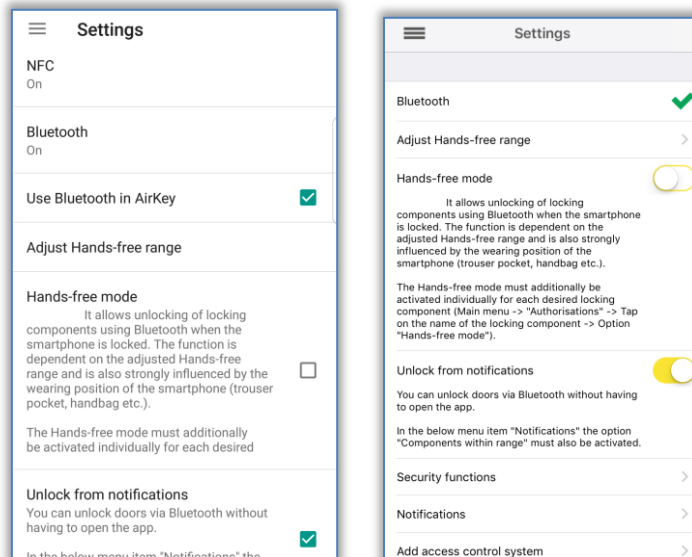 Settings
NFC
On
Bluetooth
On
Use Bluetooth in AirKey
Adjust Hands-free range
Hands-free mode
It allows unlocking of locking
components using Bluetooth when the
smartphone is locked. The function is
dependent on the adjusted Hands-free
range and is also strongly influenced by the
wearing position of the smartphone (trouser
pocket, handbag etc.).
The Hands-free mode must additionally
be activated individually for each desired
Unlock from notifications
You can unlock doors via Bluetooth without
having to open the app.
In the below menu item "Notifications" the
Settings
Bluetooth
Adjust Hands-free range
Hands-free mode
It allows unlocking of locking
components using Bluetooth when the smartphone
is locked. The function is dependent on the
adjusted Hands-free range and is also strongly
influenced by the wearing position of the
smartphone (trouser pocket, handbag etc.).
The Hands-free mode must additionally be
activated individually for each desired locking
component (Main menu -> "Authorisations" -> Tap
on the name of the locking component -> Option
"Hands-free mode").
Unlock from notifications
You can unlock doors via Bluetooth without having
to open the app.
In the below menu item "Notifications" the option
"Components within range" must also be activated.
Security functions
Notifications
Add access control system